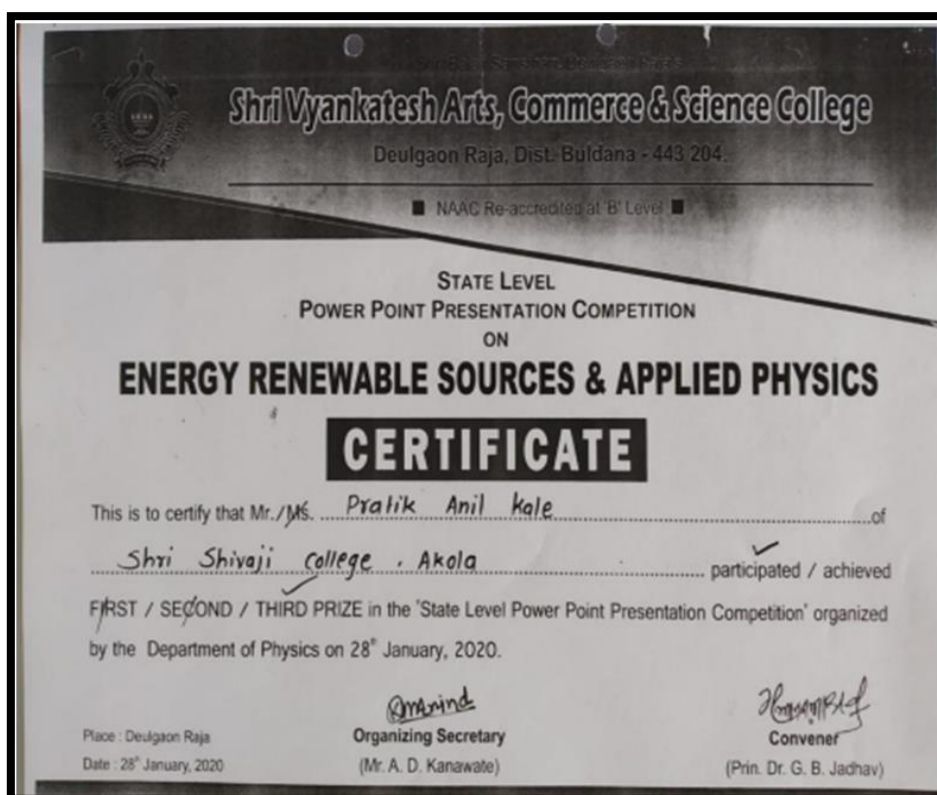 Shri Vyankatesh Arts, Commerce & Science College
Deulgaon Raja, Dist. Buldana - 443 204.
NAAC Re-accredited at 'B' Level
STATE LEVEL
POWER POINT PRESENTATION COMPETITION
ON
ENERGY RENEWABLE SOURCES & APPLIED PHYSICS
CERTIFICATE
This is to certify that Mr./Ms. Pratik Anil Kale of
Shri Shivaji College, Akola participated / achieved
FIRST / SECOND / THIRD PRIZE in the 'State Level Power Point Presentation Competition' organized
by the Department of Physics on 28th January, 2020.
Place : Deulgaon Raja
Date : 28th January, 2020
Organizing Secretary
(Mr. A. D. Kanawate)
Convener
(Prin. Dr. G. B. Jadhav)